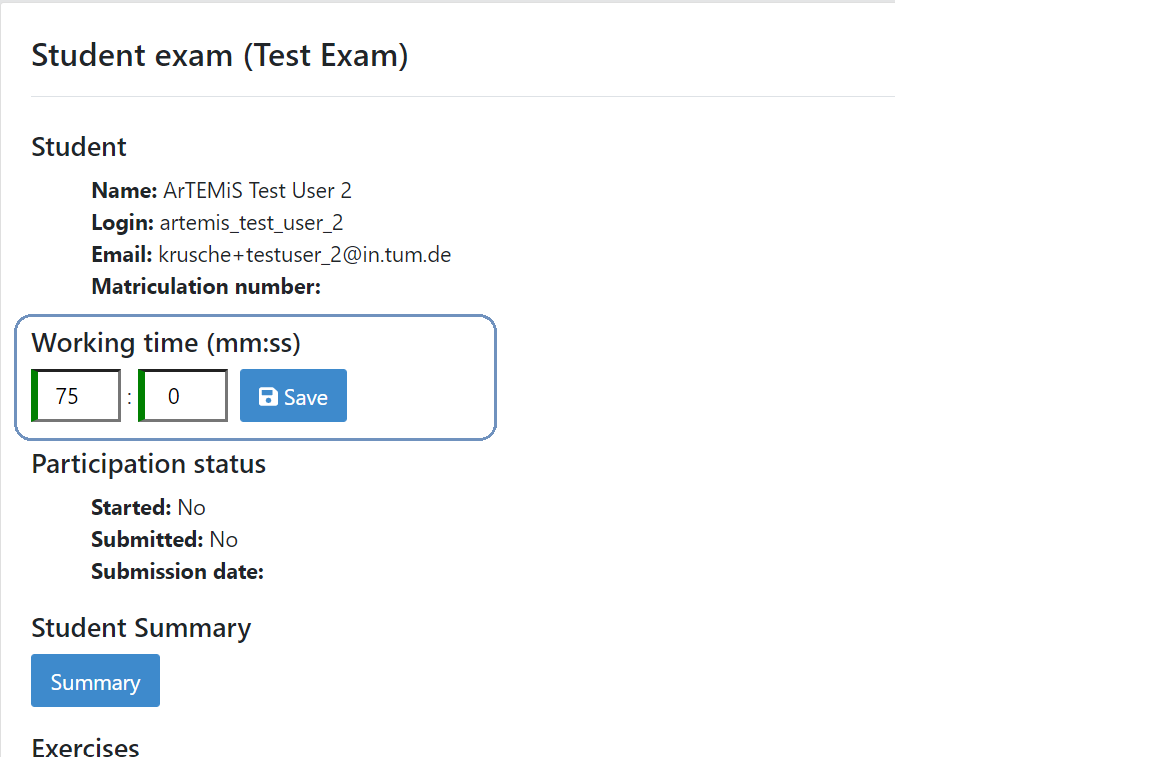 Student exam (Test Exam)
Student
Name: ArTEMiS Test User 2
Login: artemis_test_user_2
Email: krusche+testuser_2@in.tum.de
Matriculation number:
Working time (mm:ss)
75 : 0 Save
Participation status
Started: No
Submitted: No
Submission date:
Student Summary
Summary
Exercises